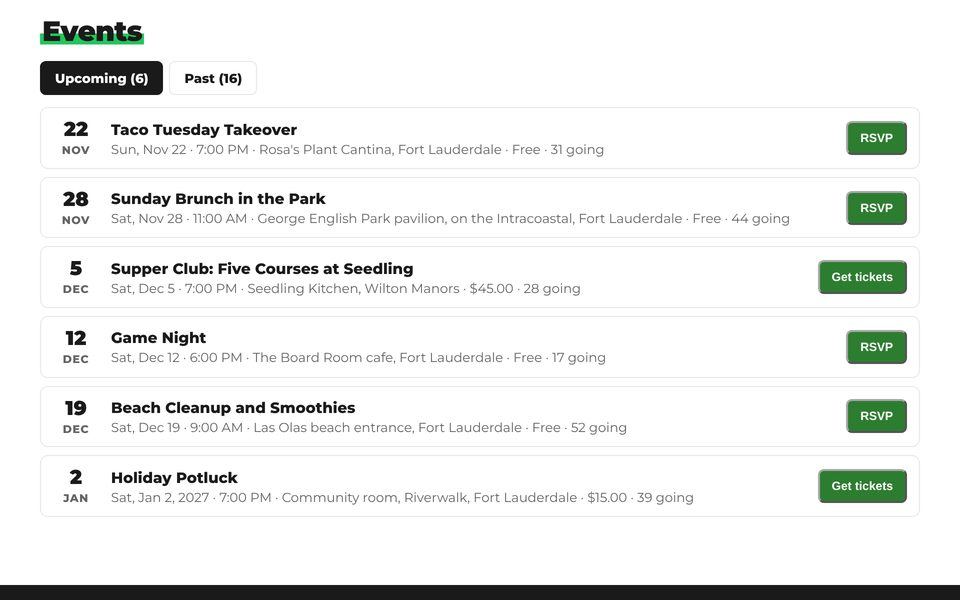 Events
Upcoming (6) Past (16)
22 Taco Tuesday Takeover RSVP
NOV Sun, Nov 22 · 7:00 PM · Rosa's Plant Cantina, Fort Lauderdale · Free · 31 going
28 Sunday Brunch in the Park RSVP
NOV Sat, Nov 28 · 11:00 AM · George English Park pavilion, on the Intracoastal, Fort Lauderdale · Free · 44 going
5 Supper Club: Five Courses at Seedling Get tickets
DEC Sat, Dec 5 · 7:00 PM · Seedling Kitchen, Wilton Manors · $45.00 · 28 going
12 Game Night RSVP
DEC Sat, Dec 12 · 6:00 PM · The Board Room cafe, Fort Lauderdale · Free · 17 going
19 Beach Cleanup and Smoothies RSVP
DEC Sat, Dec 19 · 9:00 AM · Las Olas beach entrance, Fort Lauderdale · Free · 52 going
2 Holiday Potluck Get tickets
JAN Sat, Jan 2, 2027 · 7:00 PM · Community room, Riverwalk, Fort Lauderdale · $15.00 · 39 going